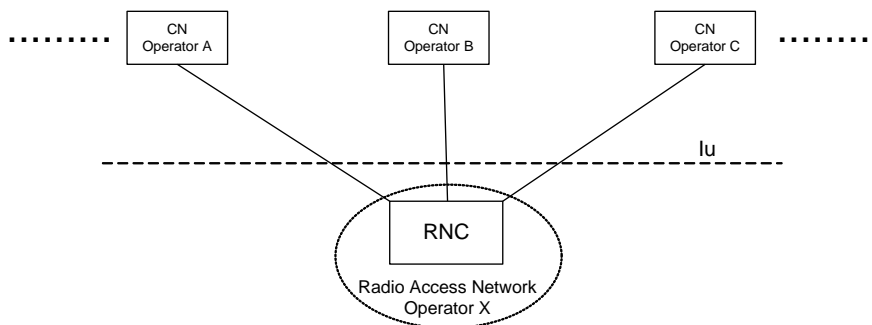 CN
Operator A
CN
Operator B
CN
Operator C
Iu
RNC
Radio Access Network
Operator X